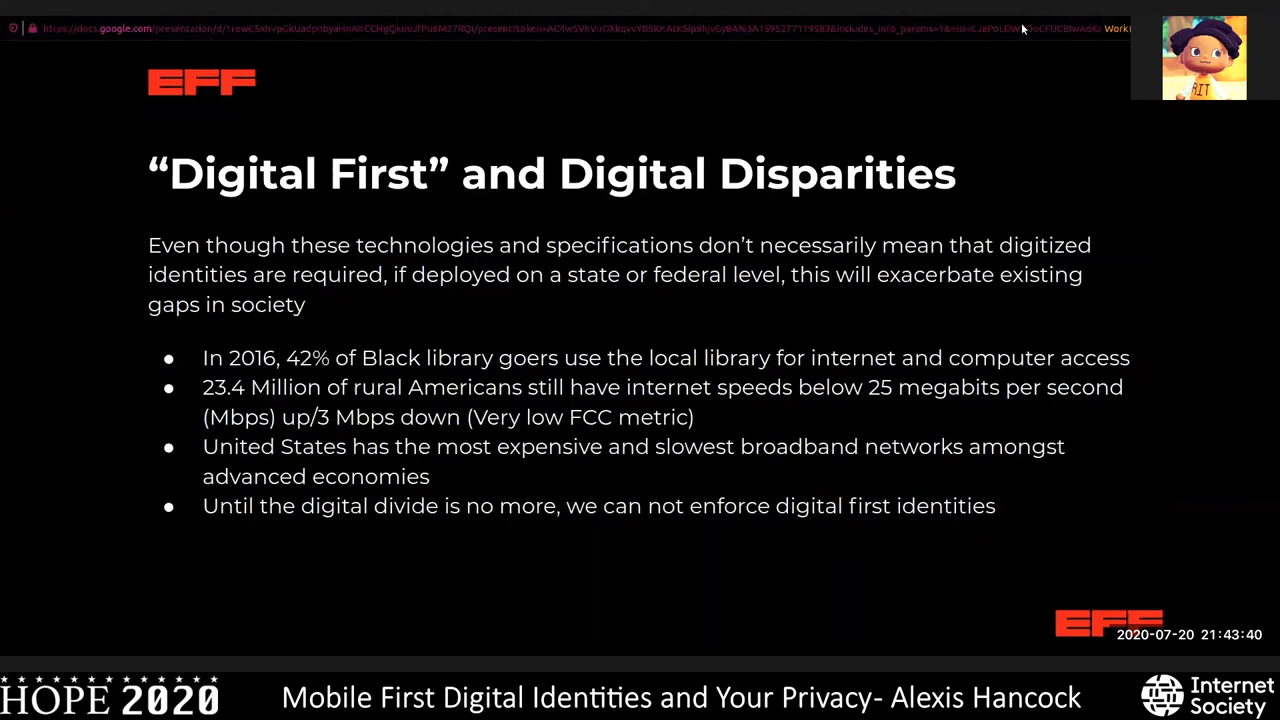 EFF
“Digital First” and Digital Disparities
Even though these technologies and specifications don’t necessarily mean that digitized
identities are required, if deployed on a state or federal level, this will exacerbate existing
gaps in society
● In 2016, 42% of Black library goers use the local library for internet and computer access
● 23.4 Million of rural Americans still have internet speeds below 25 megabits per second
(Mbps) up/3 Mbps down (Very low FCC metric)
● United States has the most expensive and slowest broadband networks amongst
advanced economies
● Until the digital divide is no more, we can not enforce digital first identities
RIT
EFF
2020-07-20 21:43:40
HOPE 2020
Mobile First Digital Identities and Your Privacy- Alexis Hancock
Internet
Society